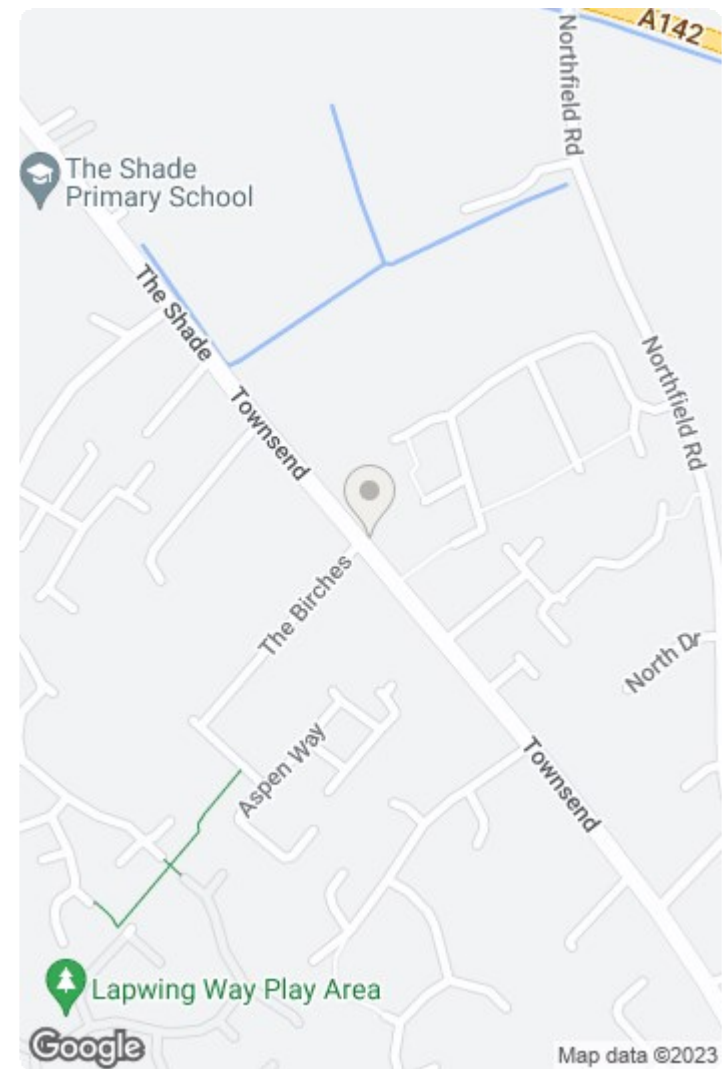 A142
Northfield Rd
The Shade
Primary School
The Shade
Townsend
Northfield Rd
The Birches
North Dr
Aspen Way
Townsend
Lapwing Way Play Area
Google
Map data ©2023